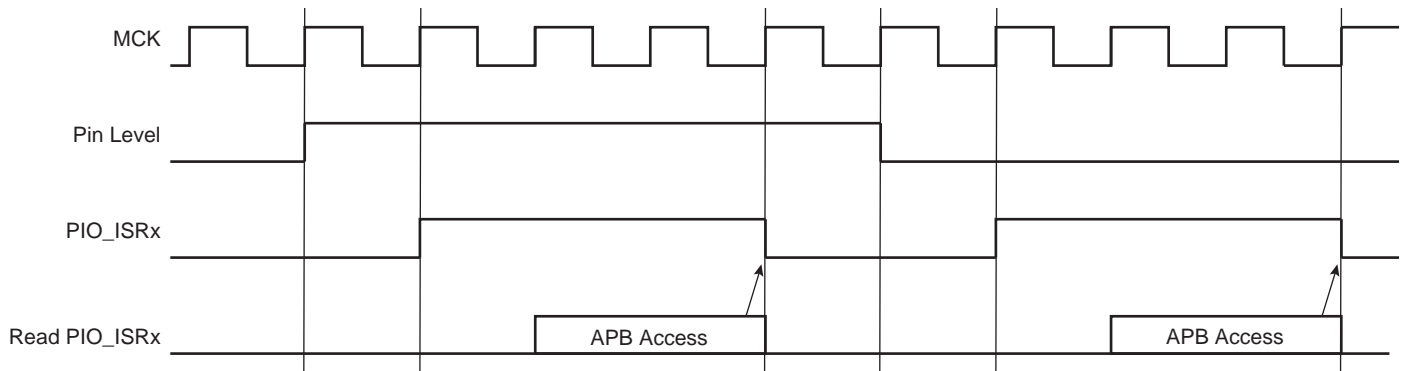 MCK
Pin Level
PIO_ISRx
Read PIO_ISRx
APB Access
APB Access